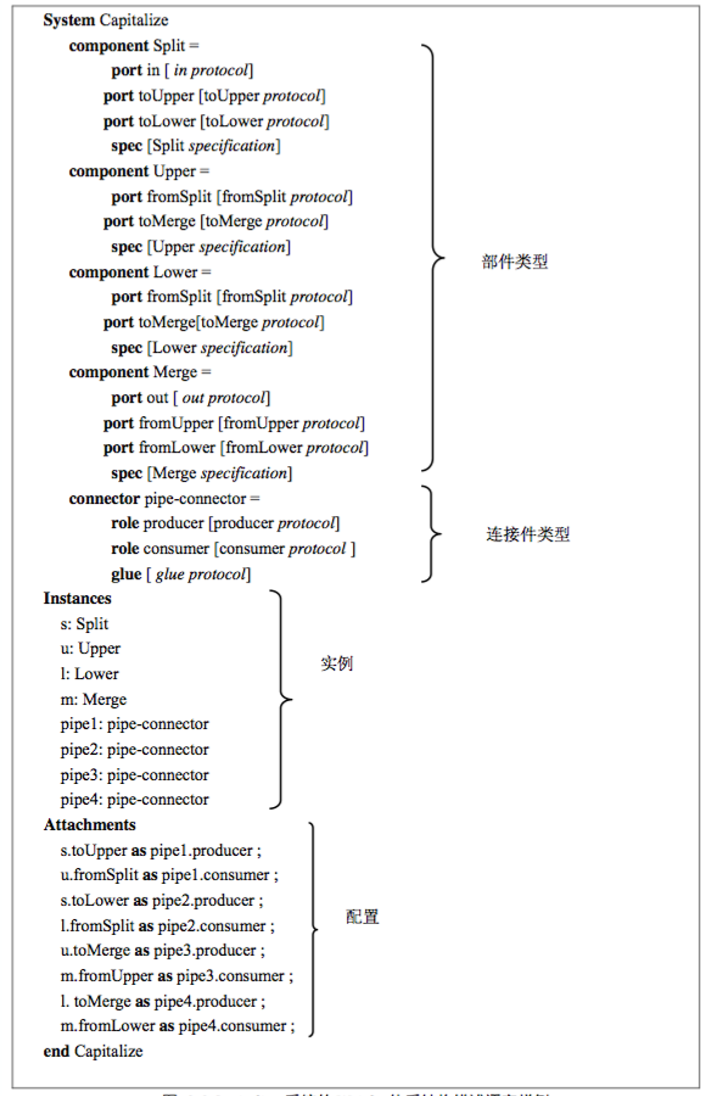 System Capitalize
component Split =
port in [ in protocol]
port toUpper [toUpper protocol]
port toLower [toLower protocol]
spec [Split specification]
component Upper =
port fromSplit [fromSplit protocol]
port toMerge [toMerge protocol]
spec [Upper specification]
部件类型
component Lower =
port fromSplit [fromSplit protocol]
port toMerge[toMerge protocol]
spec [Lower specification]
component Merge =
port out [ out protocol]
port fromUpper [fromUpper protocol]
port fromLower [fromLower protocol]
spec [Merge specification]
connector pipe-connector =
role producer [producer protocol]
连接件类型
role consumer [consumer protocol ]
glue [ glue protocol]
Instances
s: Split
u: Upper
实例
l: Lower
m: Merge
pipe1: pipe-connector
pipe2: pipe-connector
pipe3: pipe-connector
pipe4: pipe-connector
Attachments
s.toUpper as pipe1.producer ;
u.fromSplit as pipe1.consumer ;
s.toLower as pipe2.producer ;
配置
l.fromSplit as pipe2.consumer ;
u.toMerge as pipe3.producer ;
m.fromUpper as pipe3.consumer ;
l. toMerge as pipe4.producer ;
m.fromLower as pipe4.consumer ;
end Capitalize